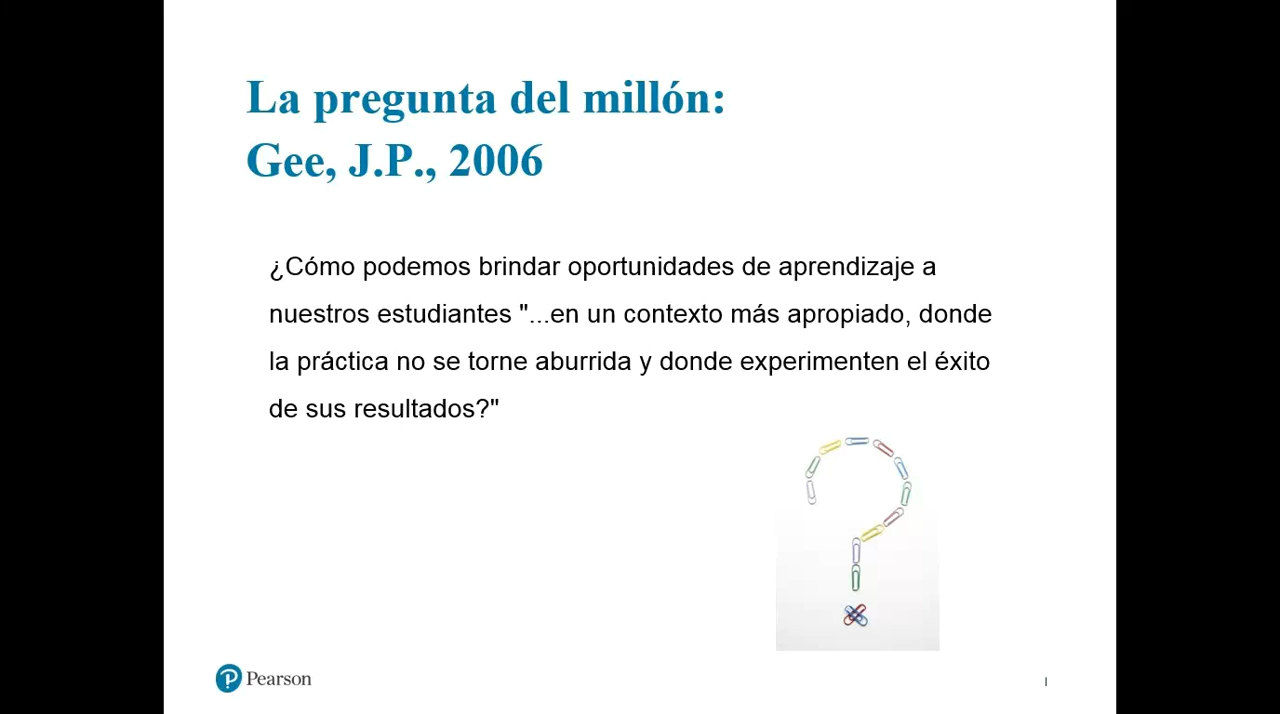 La pregunta del millón:
Gee, J.P., 2006
¿Cómo podemos brindar oportunidades de aprendizaje a
nuestros estudiantes "...en un contexto más apropiado, donde
la práctica no se torne aburrida y donde experimenten el éxito
de sus resultados?"
Pearson
1